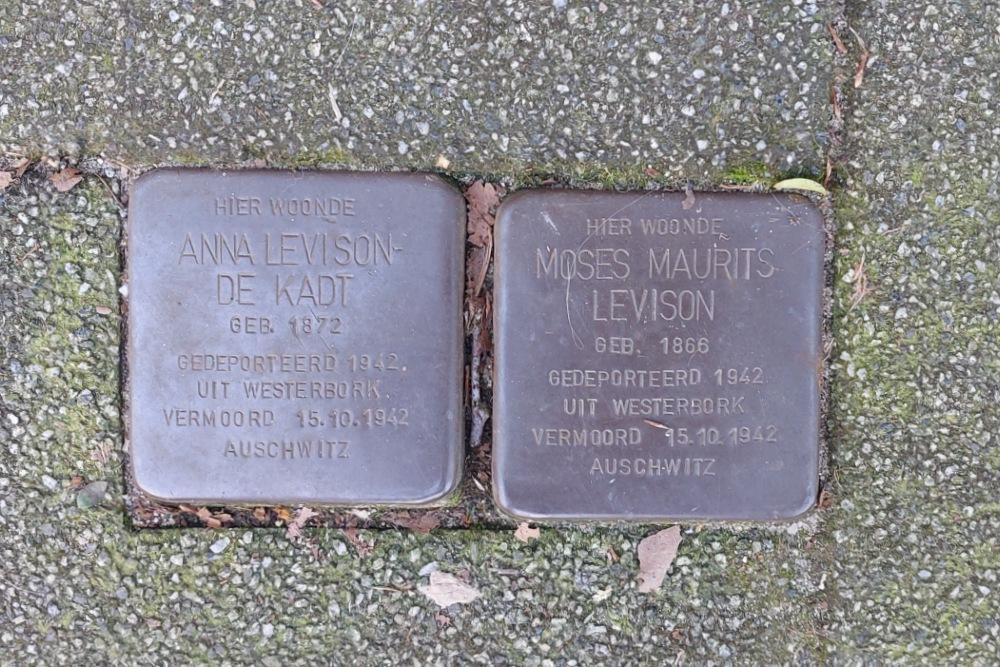 HIER WOONDE
ANNA LEVISON-
DE KADT
GEB. 1872
GEDEPORTEERD 1942.
UIT WESTERBORK.
VERMOORD 15.10.1942
AUSCHWITZ
HIER WOONDE
MOSES MAURITS
LEVISON
GEB. 1866
GEDEPORTEERD 1942
UIT WESTERBORK
VERMOORD 15.10.1942
AUSCHWITZ